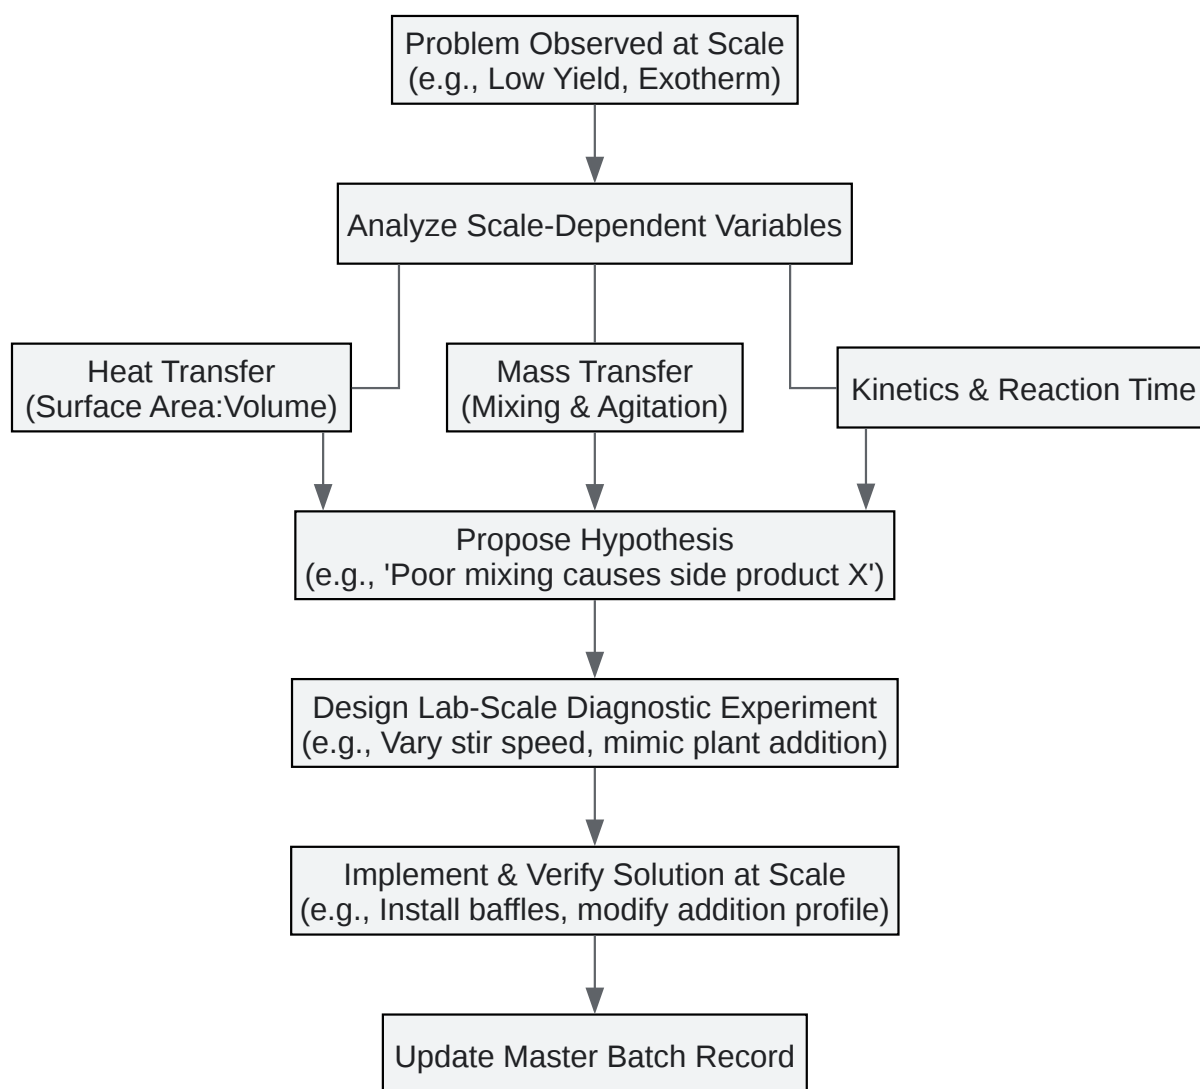 Problem Observed at Scale
(e.g., Low Yield, Exotherm)
Analyze Scale-Dependent Variables
Heat Transfer
(Surface Area:Volume)
Mass Transfer
(Mixing & Agitation)
Kinetics & Reaction Time
Propose Hypothesis
(e.g., 'Poor mixing causes side product X')
Design Lab-Scale Diagnostic Experiment
(e.g., Vary stir speed, mimic plant addition)
Implement & Verify Solution at Scale
(e.g., Install baffles, modify addition profile)
Update Master Batch Record